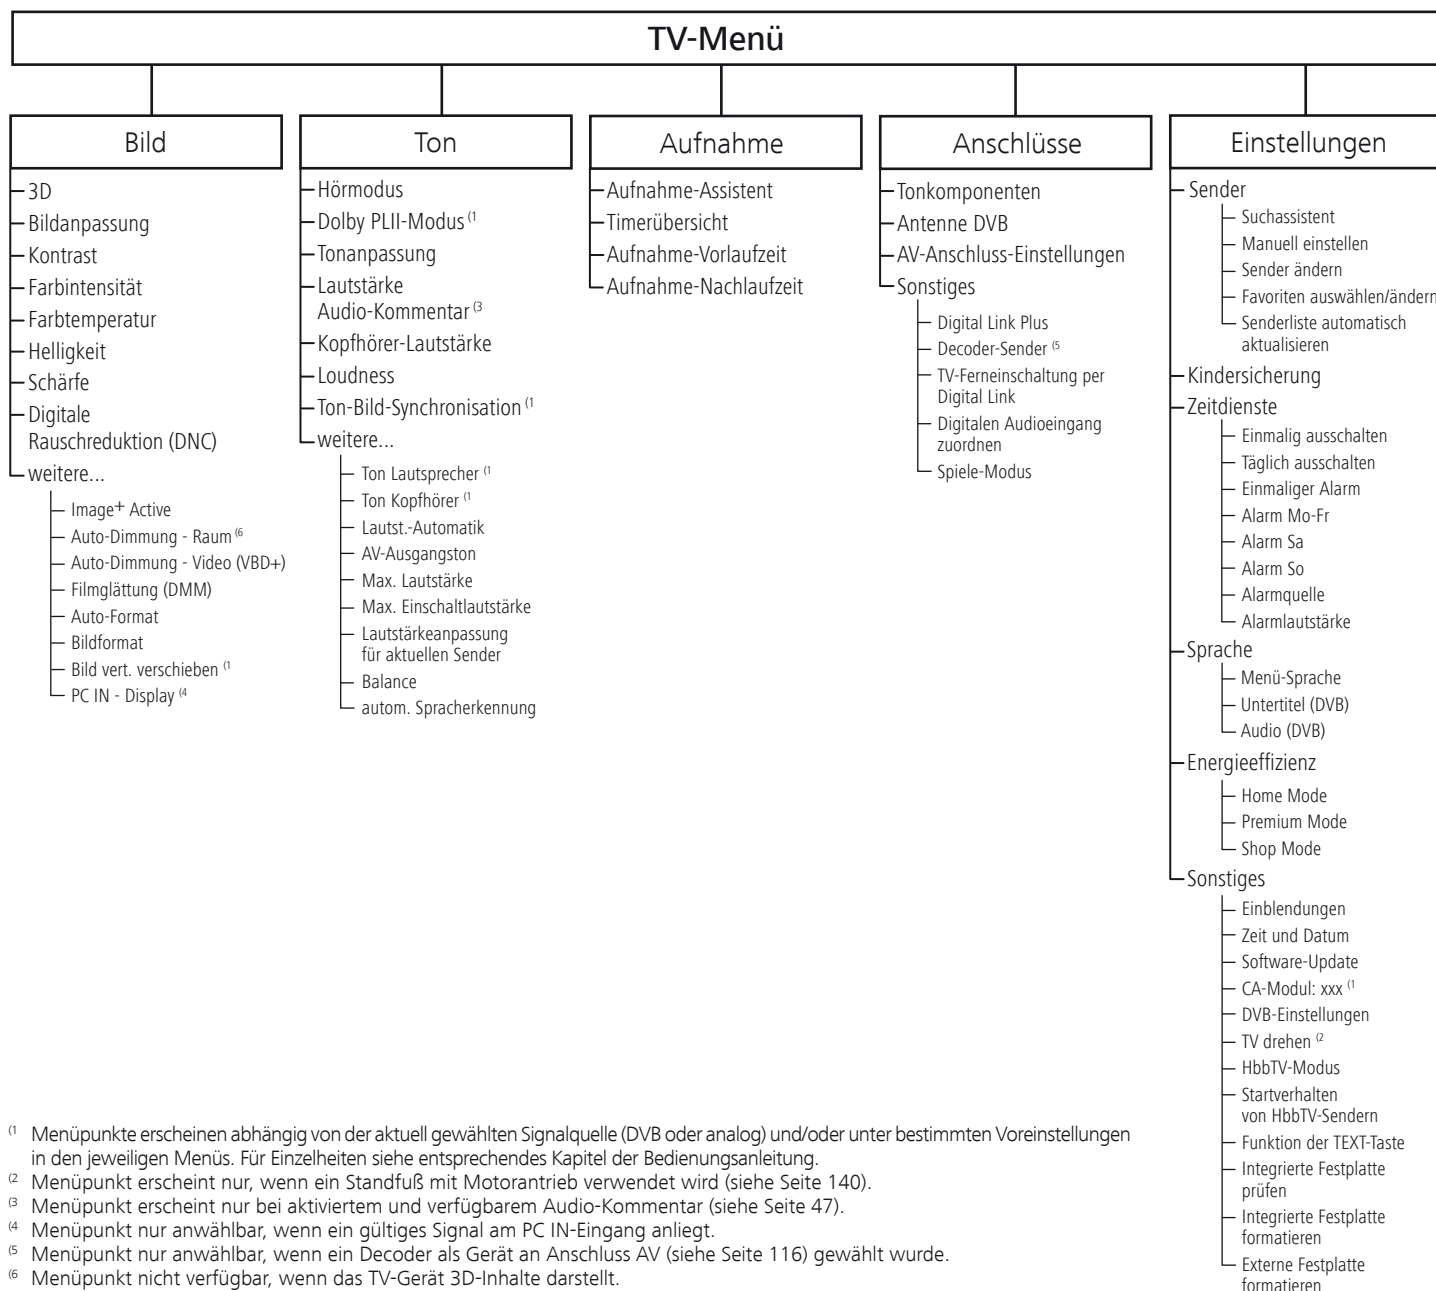 TV-Menü
Bild
3D
Bildanpassung
Kontrast
Farbintensität
Farbtemperatur
Helligkeit
Schärfe
Digitale
Rauschreduktion (DNC)
weitere...
Image+ Active
Auto-Dimmung - Raum (6
Auto-Dimmung - Video (VBD+)
Filmglättung (DMM)
Auto-Format
Bildformat
Bild vert. verschieben (1
PC IN - Display (4
Ton
Hörmodus
Dolby PLII-Modus (1
Tonanpassung
Lautstärke
Audio-Kommentar (3
Kopfhörer-Lautstärke
Loudness
Ton-Bild-Synchronisation (1
weitere...
Ton Lautsprecher (1
Ton Kopfhörer (1
Lautst.-Automatik
AV-Ausgangston
Max. Lautstärke
Max. Einschaltlautstärke
Lautstärkeanpassung
für aktuellen Sender
Balance
autom. Spracherkennung
Aufnahme
Aufnahme-Assistent
Timerübersicht
Aufnahme-Vorlaufzeit
Aufnahme-Nachlaufzeit
Anschlüsse
Tonkomponenten
Antenne DVB
AV-Anschluss-Einstellungen
Sonstiges
Digital Link Plus
Decoder-Sender (5
TV-Ferneinschaltung per
Digital Link
Digitalen Audioeingang
zuordnen
Spiele-Modus
Einstellungen
Sender
Suchassistent
Manuell einstellen
Sender ändern
Favoriten auswählen/ändern
Senderliste automatisch
aktualisieren
Kindersicherung
Zeitdienste
Einmalig ausschalten
Täglich ausschalten
Einmaliger Alarm
Alarm Mo-Fr
Alarm Sa
Alarm So
Alarmquelle
Alarmlautstärke
Sprache
Menü-Sprache
Untertitel (DVB)
Audio (DVB)
Energieeffizienz
Home Mode
Premium Mode
Shop Mode
Sonstiges
Einblendungen
Zeit und Datum
Software-Update
CA-Modul: xxx (1
DVB-Einstellungen
TV drehen (2
HbbTV-Modus
Startverhalten
von HbbTV-Sendern
Funktion der TEXT-Taste
Integrierte Festplatte
prüfen
Integrierte Festplatte
formatieren
Externe Festplatte
formatieren
(1 Menüpunkte erscheinen abhängig von der aktuell gewählten Signalquelle (DVB oder analog) und/oder unter bestimmten Voreinstellungen
in den jeweiligen Menüs. Für Einzelheiten siehe entsprechendes Kapitel der Bedienungsanleitung.
(2 Menüpunkt erscheint nur, wenn ein Standfuß mit Motorantrieb verwendet wird (siehe Seite 140).
(3 Menüpunkt erscheint nur bei aktiviertem und verfügbarem Audio-Kommentar (siehe Seite 47).
(4 Menüpunkt nur anwählbar, wenn ein gültiges Signal am PC IN-Eingang anliegt.
(5 Menüpunkt nur anwählbar, wenn ein Decoder als Gerät an Anschluss AV (siehe Seite 116) gewählt wurde.
(6 Menüpunkt nicht verfügbar, wenn das TV-Gerät 3D-Inhalte darstellt.